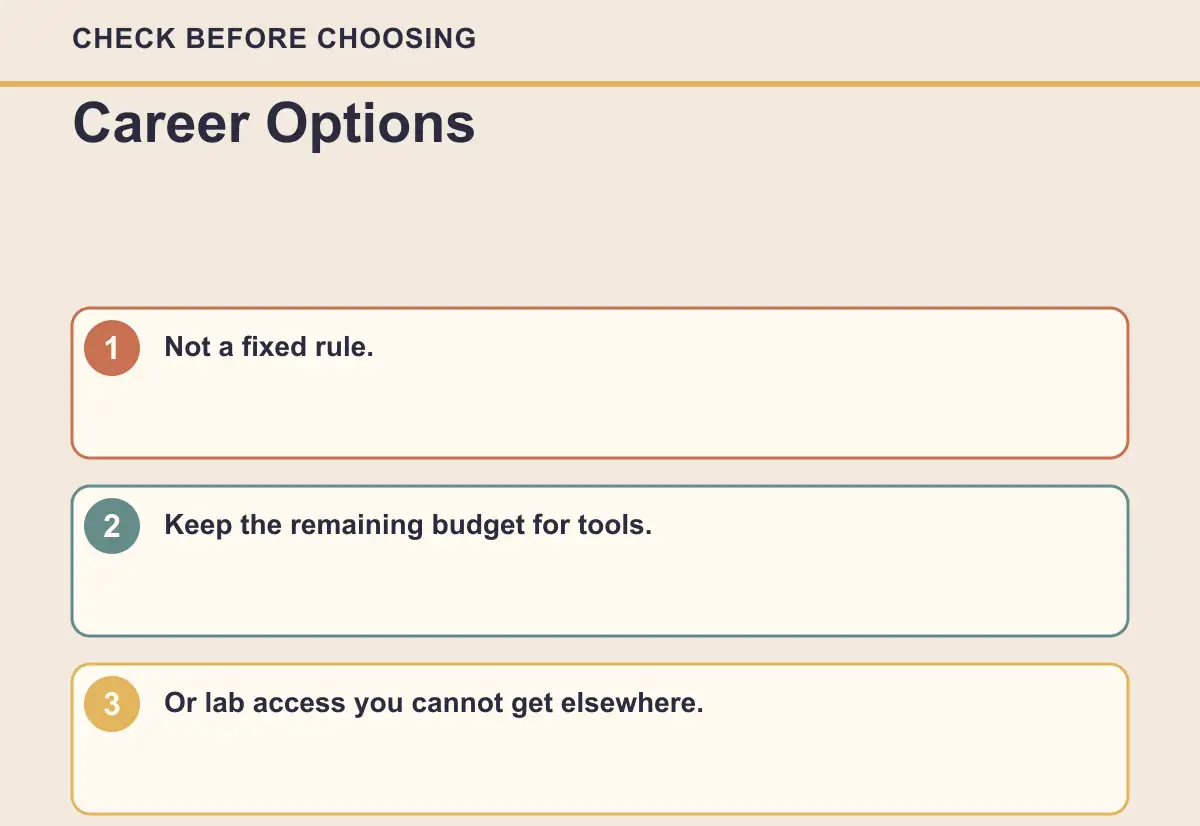 CHECK BEFORE CHOOSING
Career Options
1 Not a fixed rule.
2 Keep the remaining budget for tools.
3 Or lab access you cannot get elsewhere.